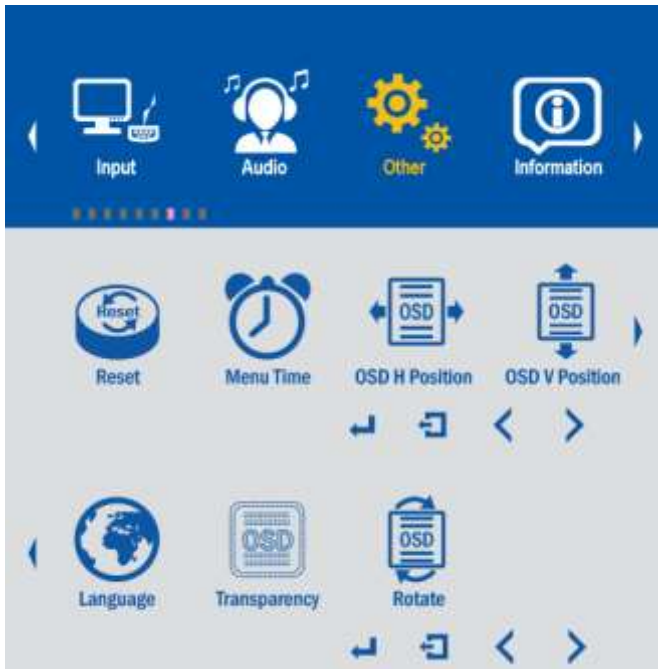 Input Audio Other Information
Reset OSD OSD
Reset Menu Time OSD H Position OSD V Position
OSD OSD
Language Transparency Rotate